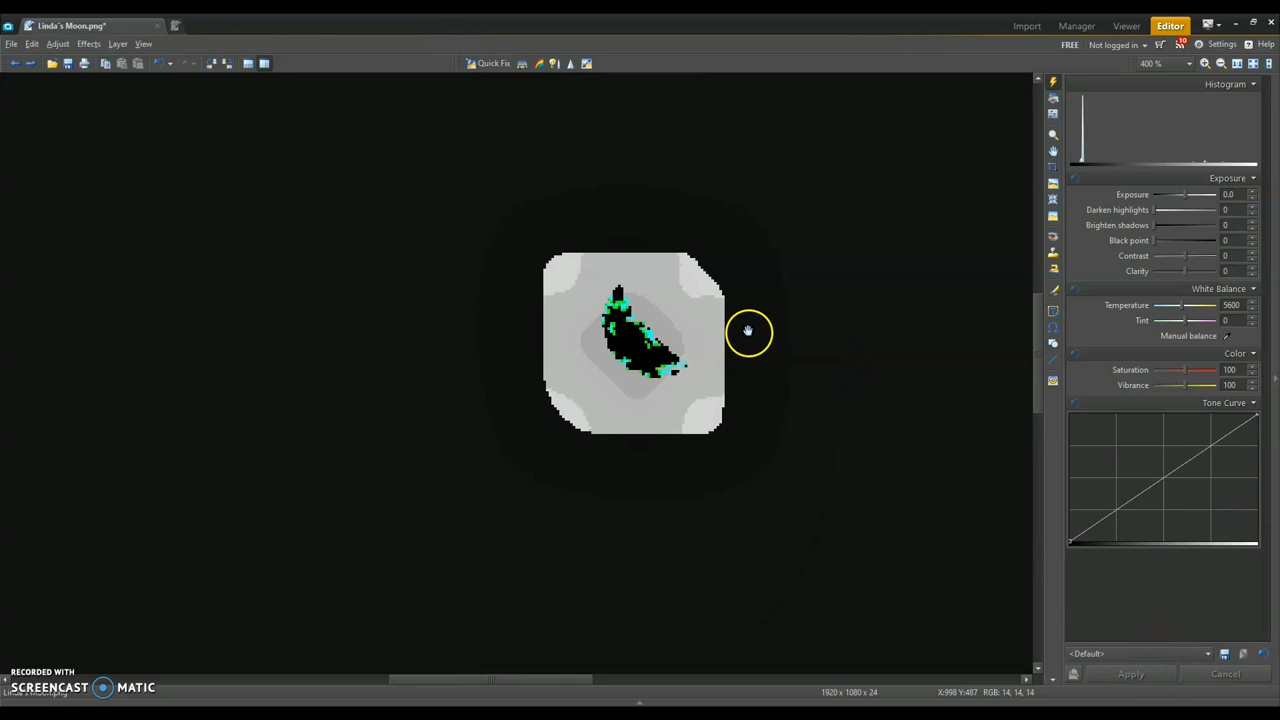 Linda´s Moon.png*
Import Manager Viewer Editor
File Edit Adjust Effects Layer View
FREE Not logged in 10 Settings Help
Quick Fix
400 %
Histogram
Exposure
Exposure 0.0
Darken highlights 0
Brighten shadows 0
Black point 0
Contrast 0
Clarity 0
White Balance
Temperature 5600
Tint 0
Manual balance
Color
Saturation 100
Vibrance 100
Tone Curve
<Default>
Apply Cancel
RECORDED WITH
SCREENCAST MATIC
1920 x 1080 x 24 X:998 Y:487 RGB: 14, 14, 14